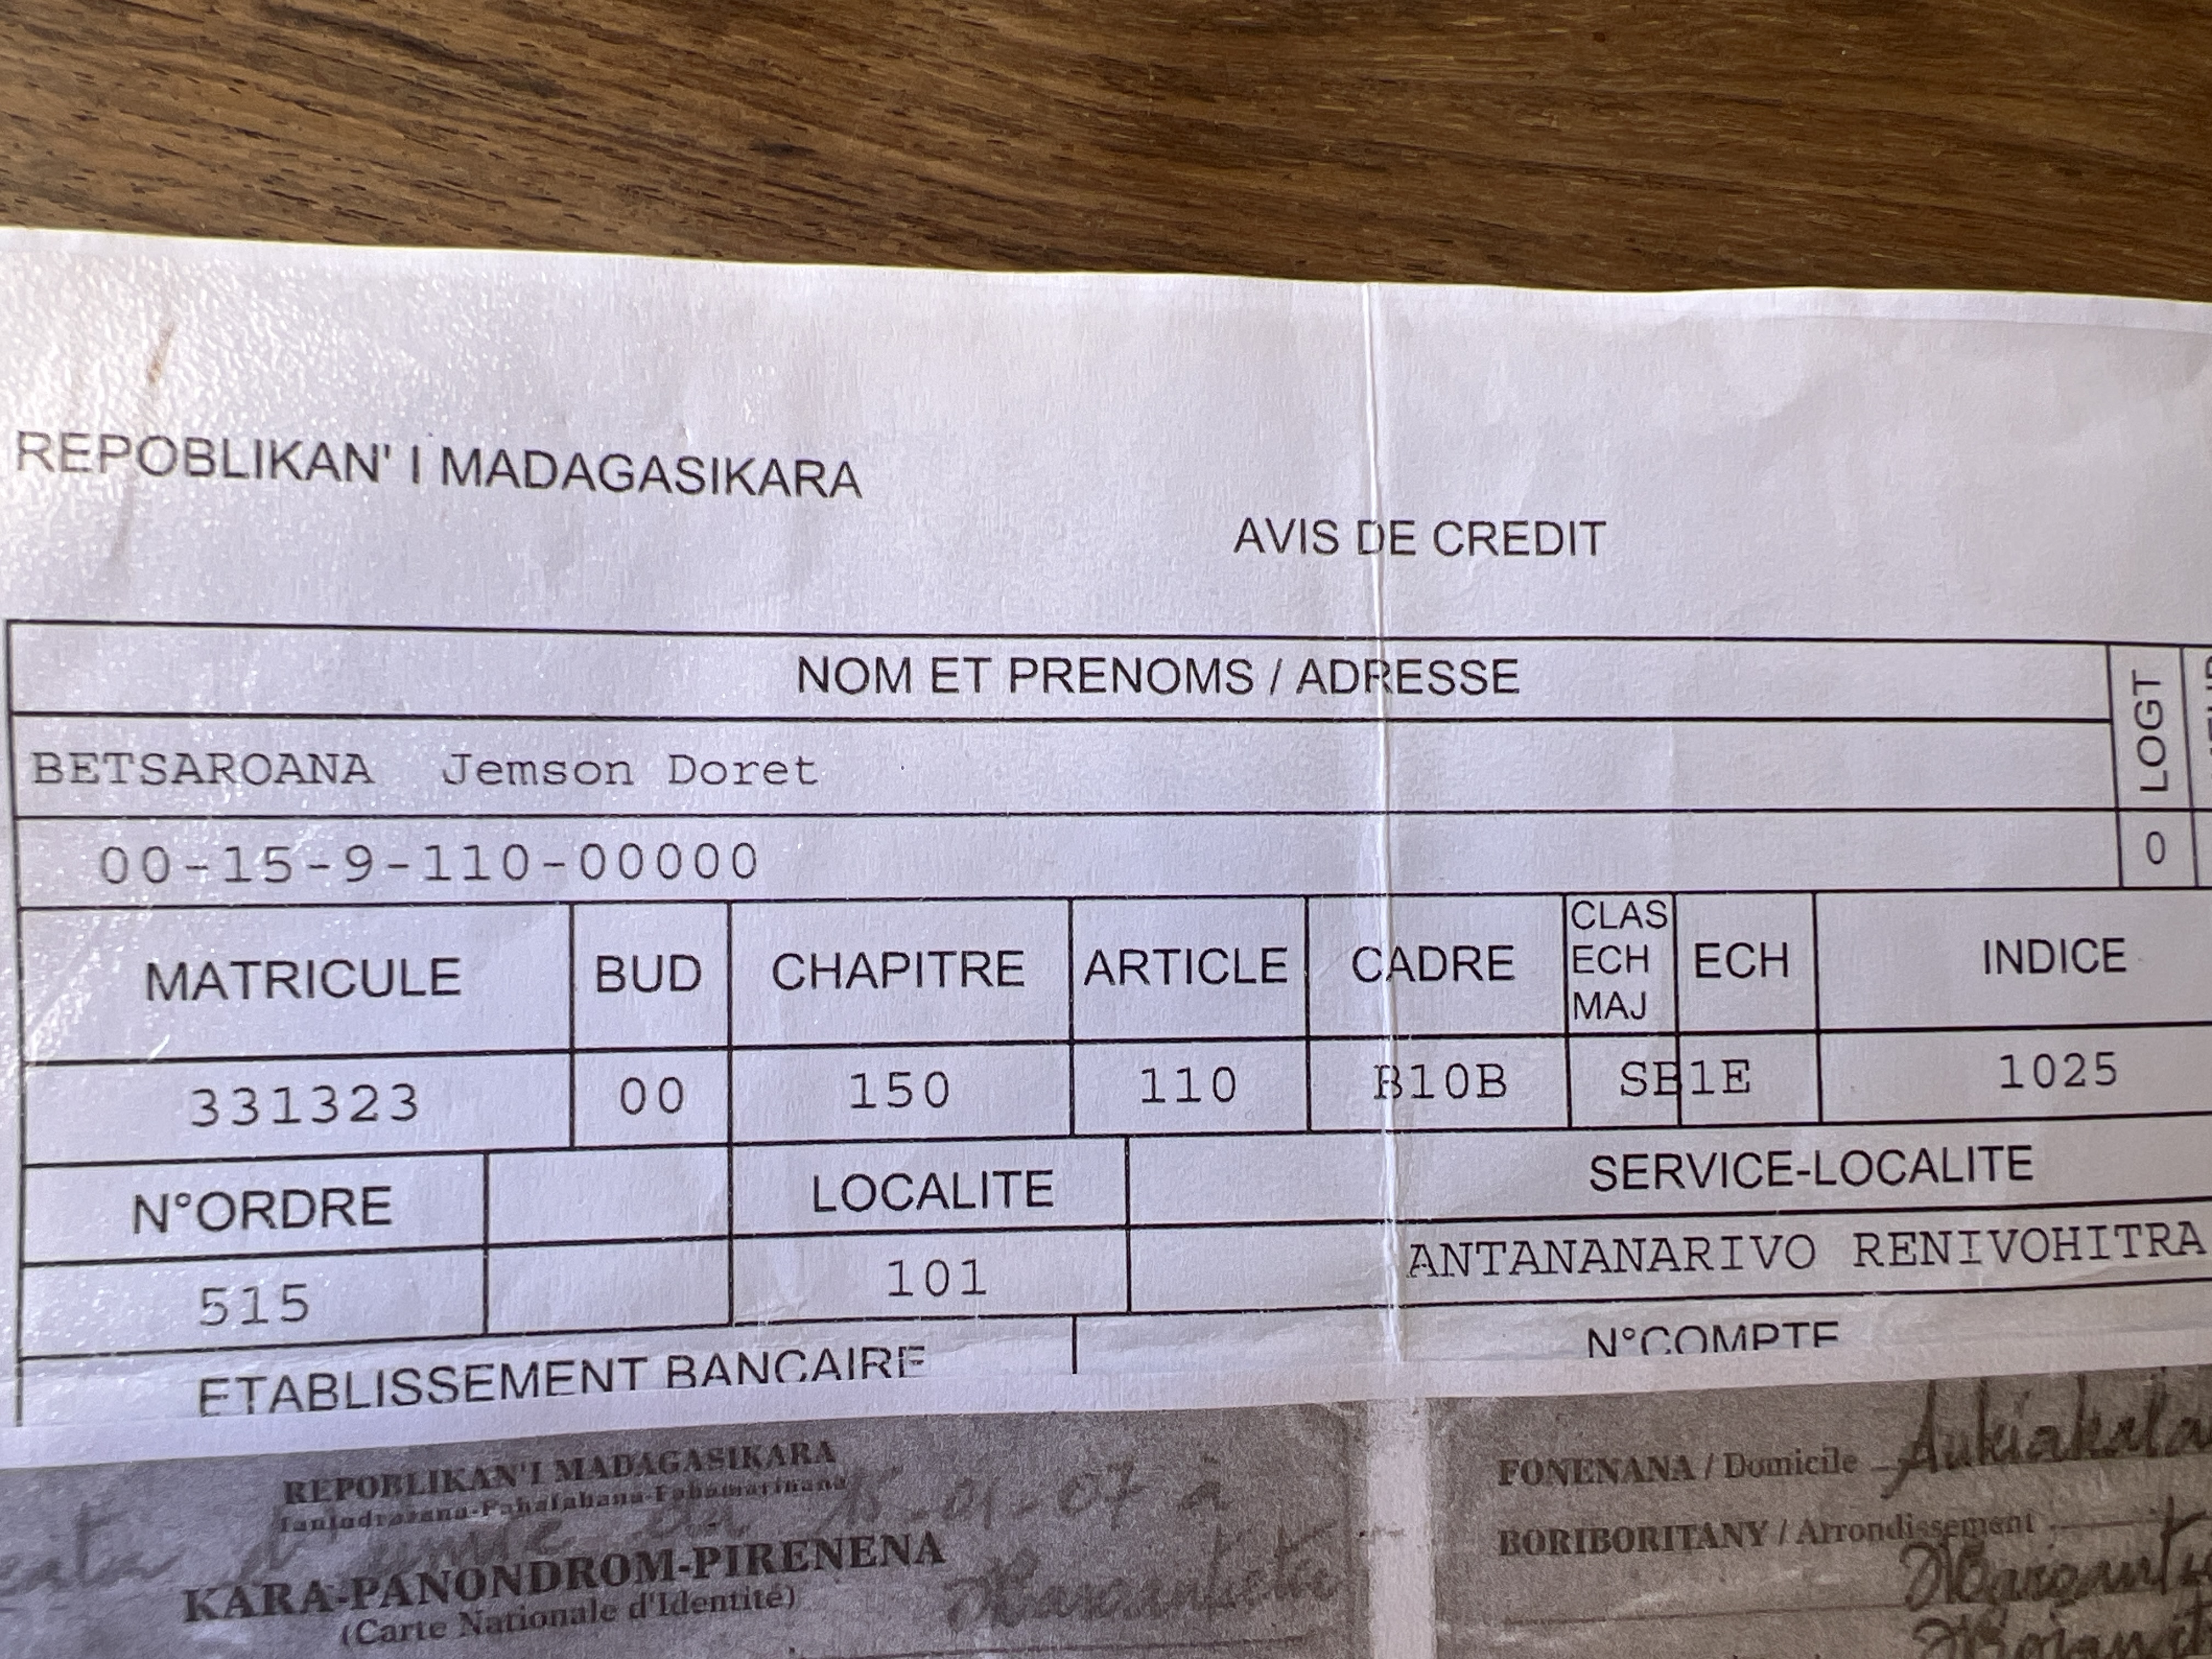 REPOBLIKAN' I MADAGASIKARA
AVIS DE CREDIT
NOM ET PRENOMS / ADRESSE
LOGT
BETSAROANA Jemson Doret
00-15-9-110-00000
0
MATRICULE BUD CHAPITRE ARTICLE CADRE CLAS ECH MAJ ECH INDICE
331323 00 150 110 B10B SE1E 1025
N°ORDRE LOCALITE SERVICE-LOCALITE
515 101 ANTANANARIVO RENIVOHITRA
ETABLISSEMENT BANCAIRE N°COMPTE
REPOBLIKAN'I MADAGASIKARA
KARA-PANONDROM-PIRENENA
(Carte Nationale d'Identité)
FONENANA / Domicile
BORIBORITANY / Arrondissement